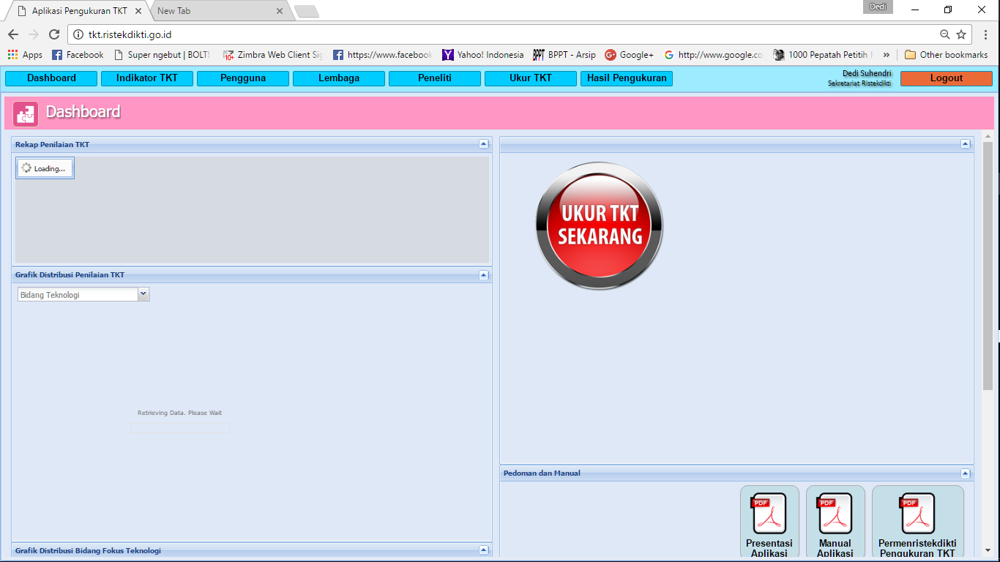 Aplikasi Pengukuran TKT
New Tab
Dedi
tkt.ristekdikti.go.id
Apps
Facebook
Super ngebut | BOLT!
Zimbra Web Client Sig
https://www.facebook
Yahoo! Indonesia
BPPT - Arsip
Google+
http://www.google.co
1000 Pepatah Petitih
»
Other bookmarks
Dashboard
Indikator TKT
Pengguna
Lembaga
Peneliti
Ukur TKT
Hasil Pengukuran
Dedi Suhendri
Sekretariat Ristekdikti
Logout
Dashboard
Rekap Penilaian TKT
Loading...
UKUR TKT
SEKARANG
Grafik Distribusi Penilaian TKT
Bidang Teknologi
Retrieving Data. Please Wait
Grafik Distribusi Bidang Fokus Teknologi
Pedoman dan Manual
PDF
Presentasi
Aplikasi
PDF
Manual
Aplikasi
PDF
Permenristekdikti
Pengukuran TKT